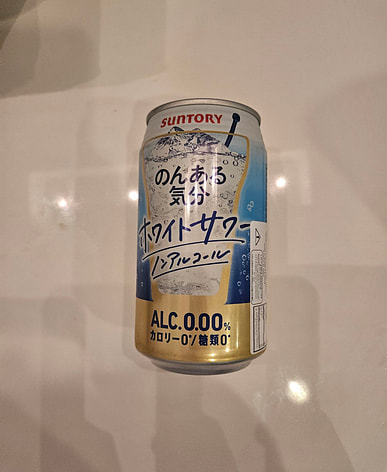 SUNTORY
のんある
気分
ホワイトサワー
ノンアルコール
ALC.0.00%
カロリー0*/糖類0*